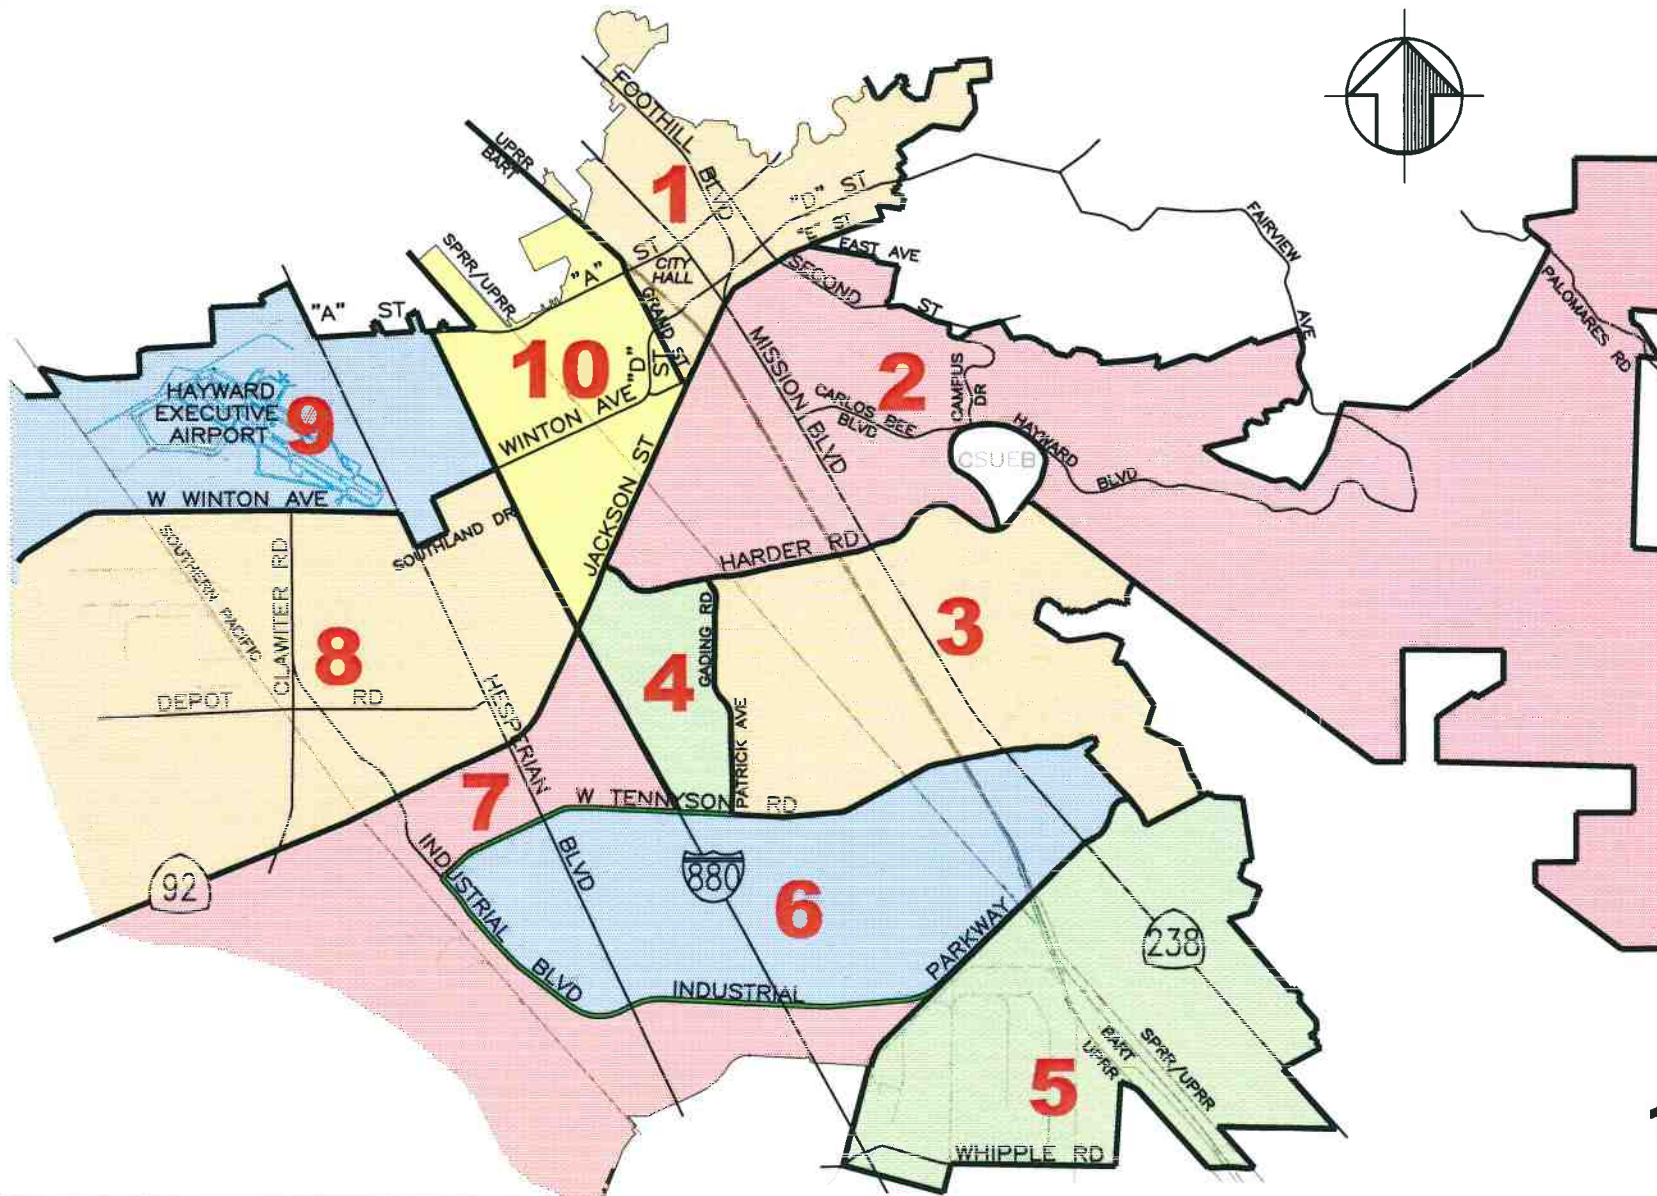 FOOTHILL BLVD
UPRR
BART
1
"D" ST
"E" ST
"A" ST
CITY
HALL
GRAND ST
EAST AVE
SECOND ST
FAIRVIEW AVE
PALOMARES RD
SPRR/UPRR
"A" ST
10
"D" ST
WINTON AVE
JACKSON ST
MISSION BLVD
2
CARLOS BEE
BLVD
CAMPUS
DR
HAYWARD BLVD
CSUEB
HAYWARD
EXECUTIVE
AIRPORT
9
W WINTON AVE
SOUTHLAND DR
HARDER RD
SOUTHERN PACIFIC
CLAWITER RD
8
DEPOT RD
HESPERIAN BLVD
4
GADING RD
PATRICK AVE
3
7
W TENNYSON RD
92
INDUSTRIAL BLVD
880
6
INDUSTRIAL PARKWAY
238
5
BART
UPRR
SPRR/UPRR
WHIPPLE RD